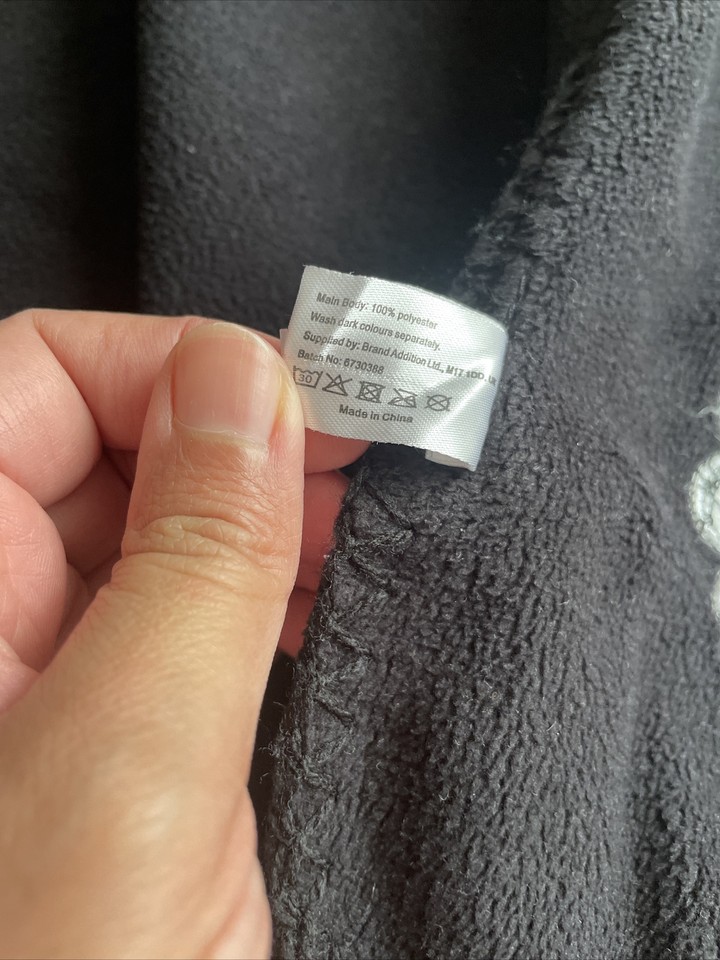 Main Body: 100% polyester
Wash dark colours separately.
Supplied by: Brand Addition Ltd., M17 1DD, UK
Batch No: 6730388
30
Made in China